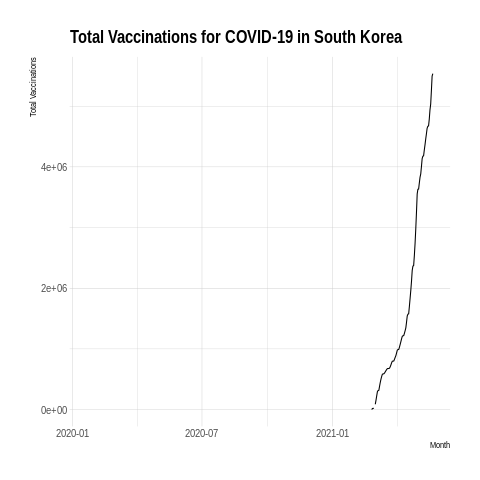 Total Vaccinations for COVID-19 in South Korea
Total Vaccinations
4e+06
2e+06
0e+00
2020-01 2020-07 2021-01
Month